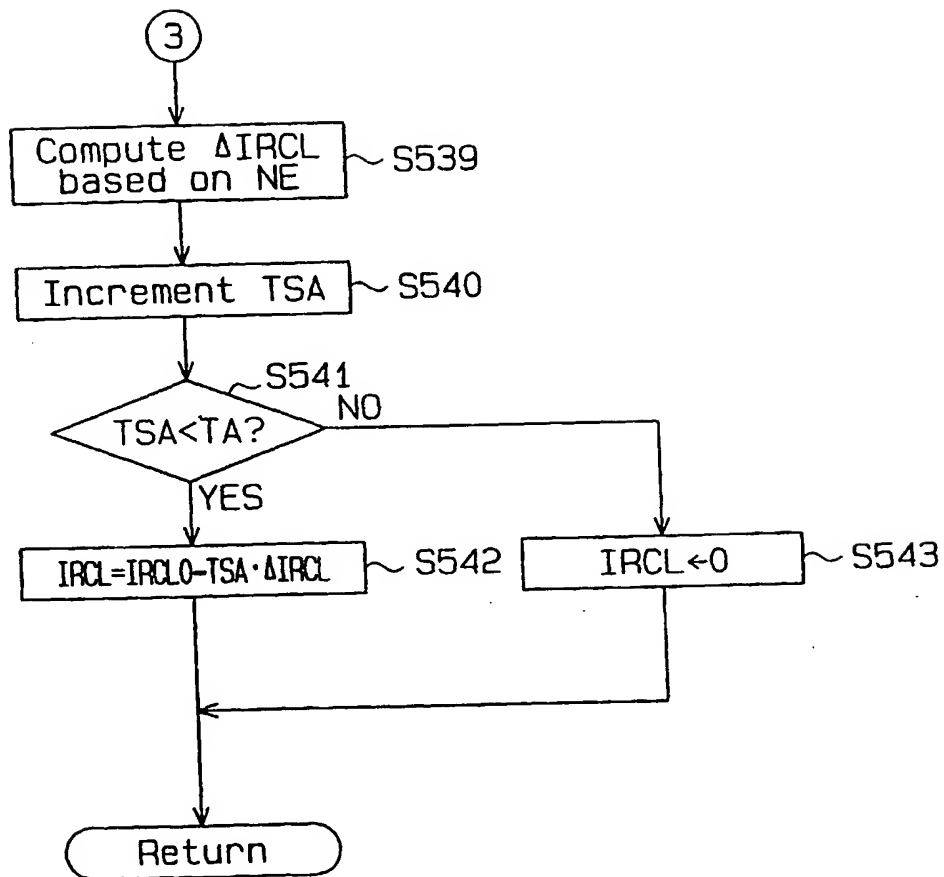 3
Compute ΔIRCL
based on NE
S539
Increment TSA
S540
S541
TSA<TA?
NO
YES
IRCL=IRCL0-TSA·ΔIRCL
S542
IRCL←0
S543
Return